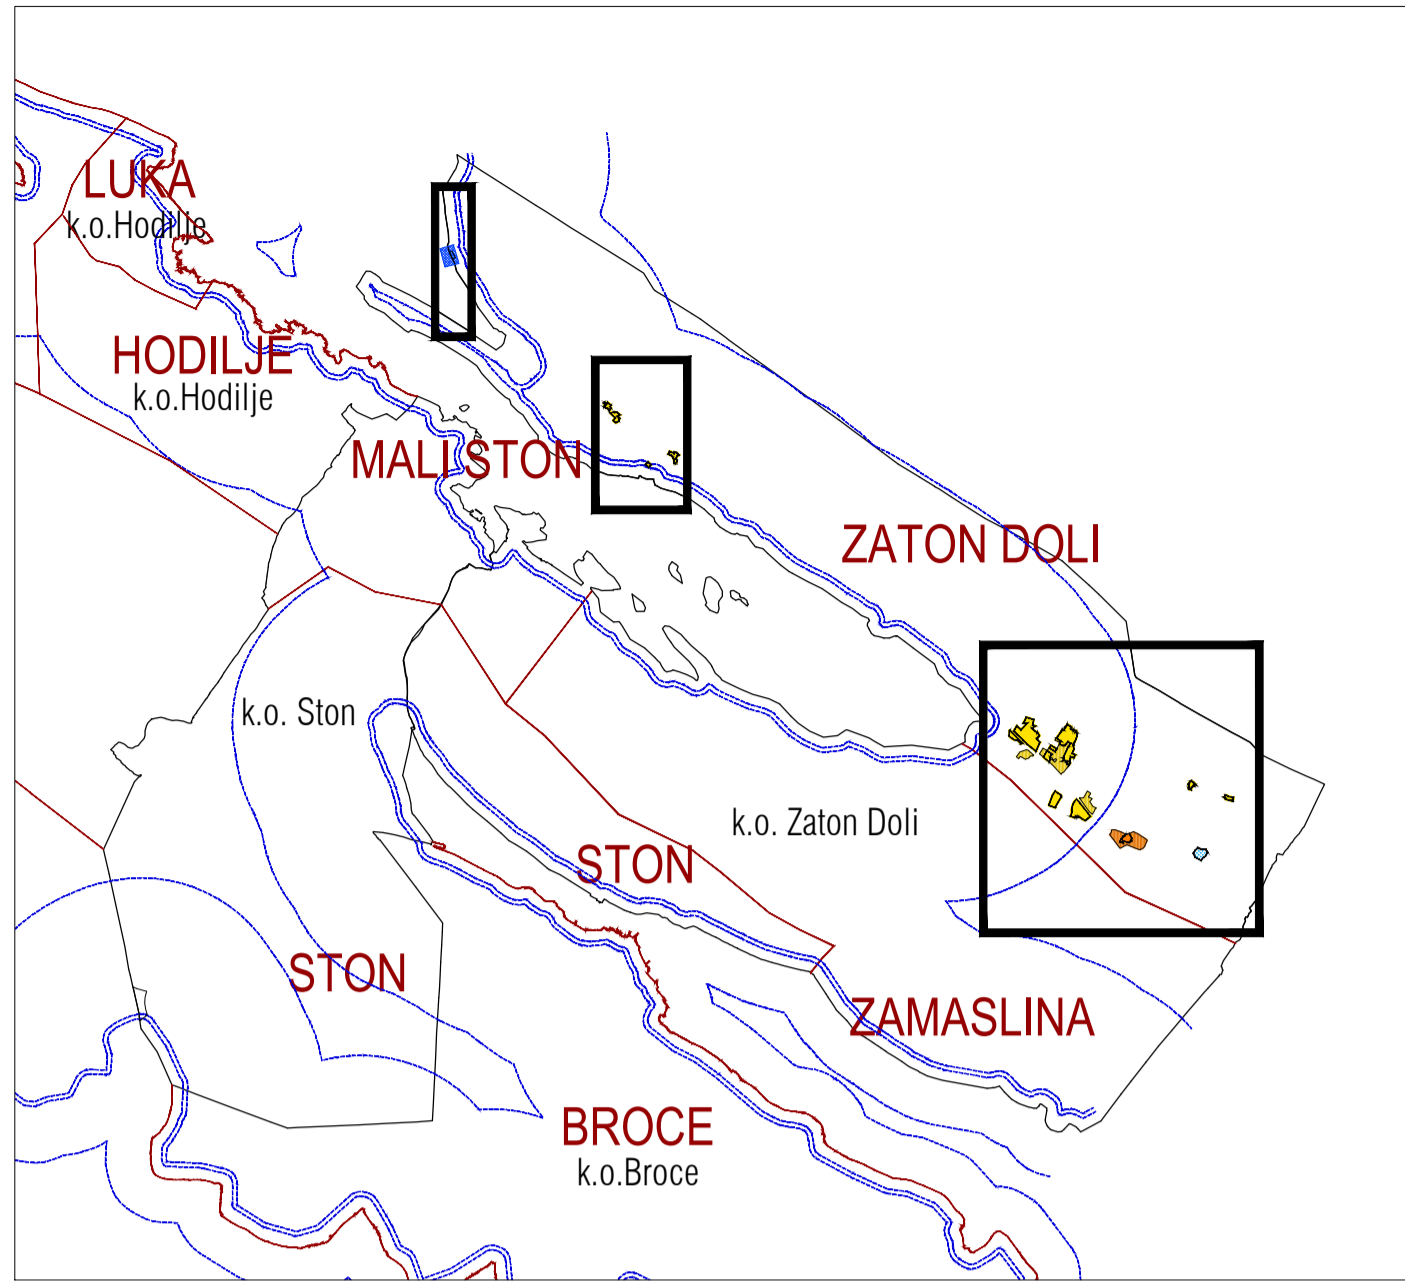 LUKA
k.o.Hodilje
HODILJE
k.o.Hodilje
MALI STON
ZATON DOLI
k.o. Ston
k.o. Zaton Doli
STON
STON
ZAMASLINA
BROCE
k.o.Broce